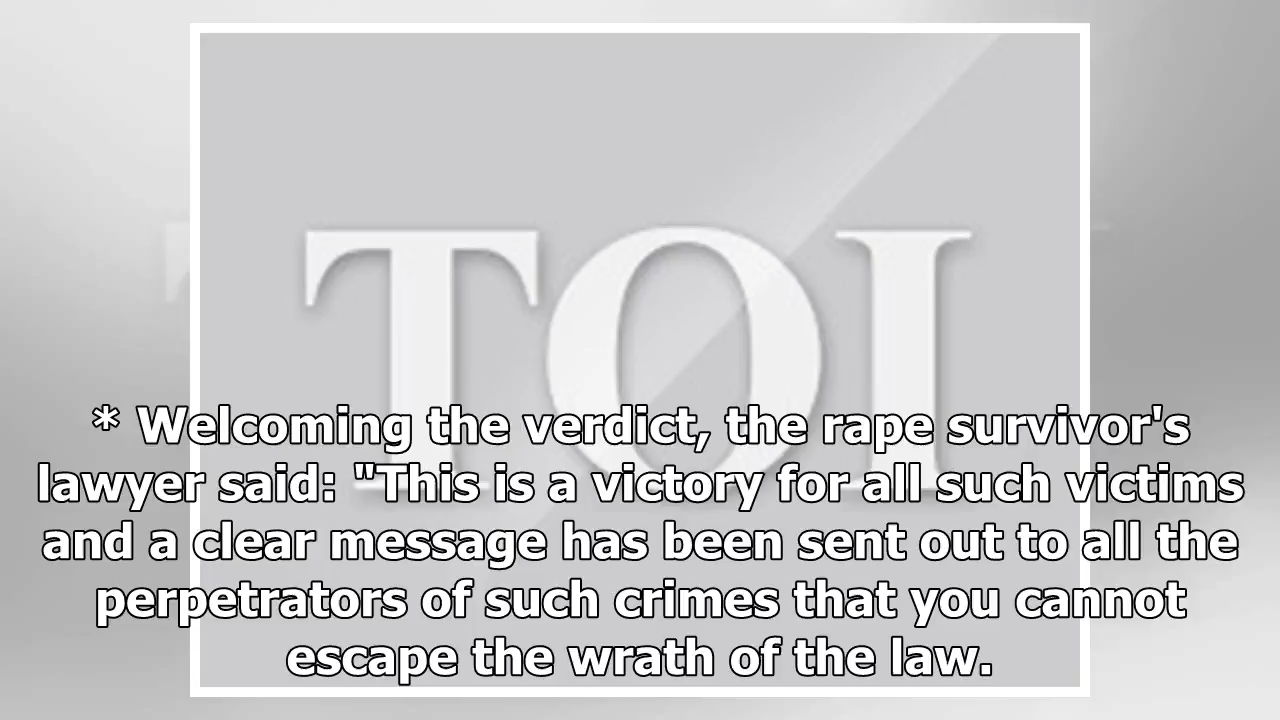 TOI
* Welcoming the verdict, the rape survivor's
lawyer said: "This is a victory for all such victims
and a clear message has been sent out to all the
perpetrators of such crimes that you cannot
escape the wrath of the law.